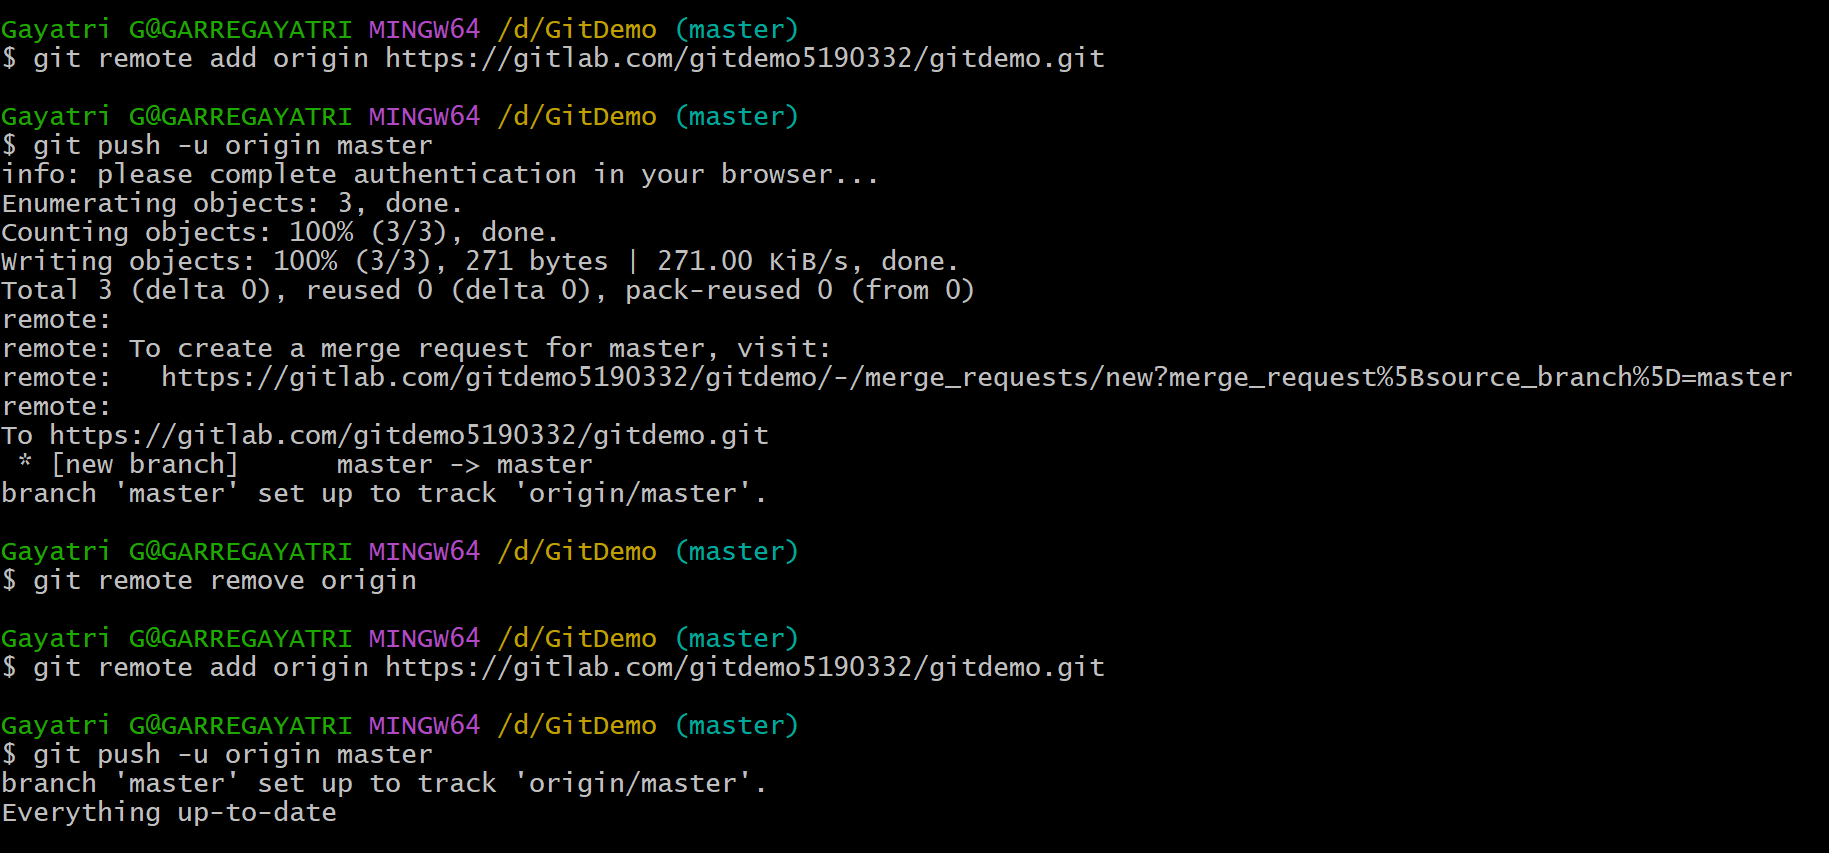 Gayatri G@GARREGAYATRI MINGW64 /d/GitDemo (master)
$ git remote add origin https://gitlab.com/gitdemo5190332/gitdemo.git
Gayatri G@GARREGAYATRI MINGW64 /d/GitDemo (master)
$ git push -u origin master
info: please complete authentication in your browser...
Enumerating objects: 3, done.
Counting objects: 100% (3/3), done.
Writing objects: 100% (3/3), 271 bytes | 271.00 KiB/s, done.
Total 3 (delta 0), reused 0 (delta 0), pack-reused 0 (from 0)
remote:
remote: To create a merge request for master, visit:
remote:   https://gitlab.com/gitdemo5190332/gitdemo/-/merge_requests/new?merge_request%5Bsource_branch%5D=master
remote:
To https://gitlab.com/gitdemo5190332/gitdemo.git
 * [new branch]      master -> master
branch 'master' set up to track 'origin/master'.
Gayatri G@GARREGAYATRI MINGW64 /d/GitDemo (master)
$ git remote remove origin
Gayatri G@GARREGAYATRI MINGW64 /d/GitDemo (master)
$ git remote add origin https://gitlab.com/gitdemo5190332/gitdemo.git
Gayatri G@GARREGAYATRI MINGW64 /d/GitDemo (master)
$ git push -u origin master
branch 'master' set up to track 'origin/master'.
Everything up-to-date